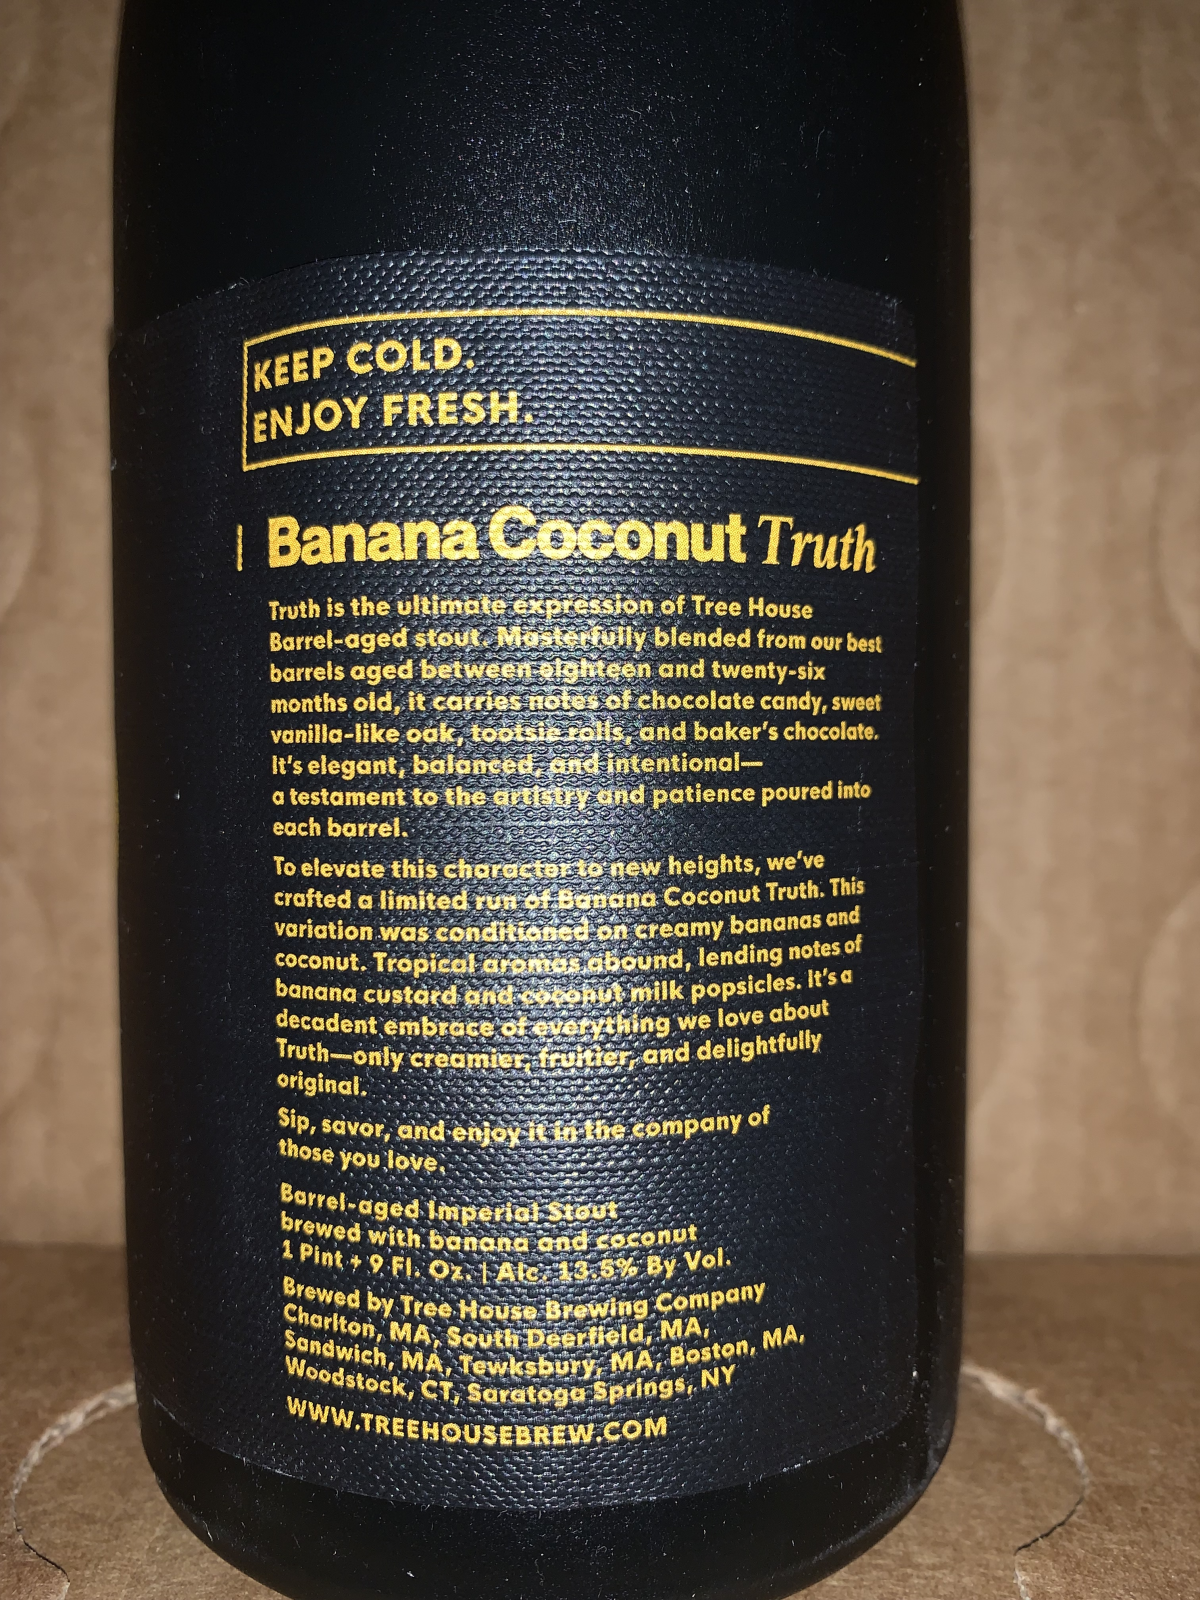 KEEP COLD.
ENJOY FRESH.
Banana Coconut Truth
Truth is the ultimate expression of Tree House
Barrel-aged stout. Masterfully blended from our best
barrels aged between eighteen and twenty-six
months old, it carries notes of chocolate candy, sweet
vanilla-like oak, tootsie rolls, and baker's chocolate.
It's elegant, balanced, and intentional—
a testament to the artistry and patience poured into
each barrel.
To elevate this character to new heights, we've
crafted a limited run of Banana Coconut Truth. This
variation was conditioned on creamy bananas and
coconut. Tropical aromas abound, lending notes of
banana custard and coconut milk popsicles. It's a
decadent embrace of everything we love about
Truth—only creamier, fruitier, and delightfully
original.
Sip, savor, and enjoy it in the company of
those you love.
Barrel-aged Imperial Stout
brewed with banana and coconut
1 Pint + 9 Fl. Oz. | Alc. 13.5% By Vol.
Brewed by Tree House Brewing Company
Charlton, MA, South Deerfield, MA,
Sandwich, MA, Tewksbury, MA, Boston, MA,
Woodstock, CT, Saratoga Springs, NY
WWW.TREEHOUSEBREW.COM